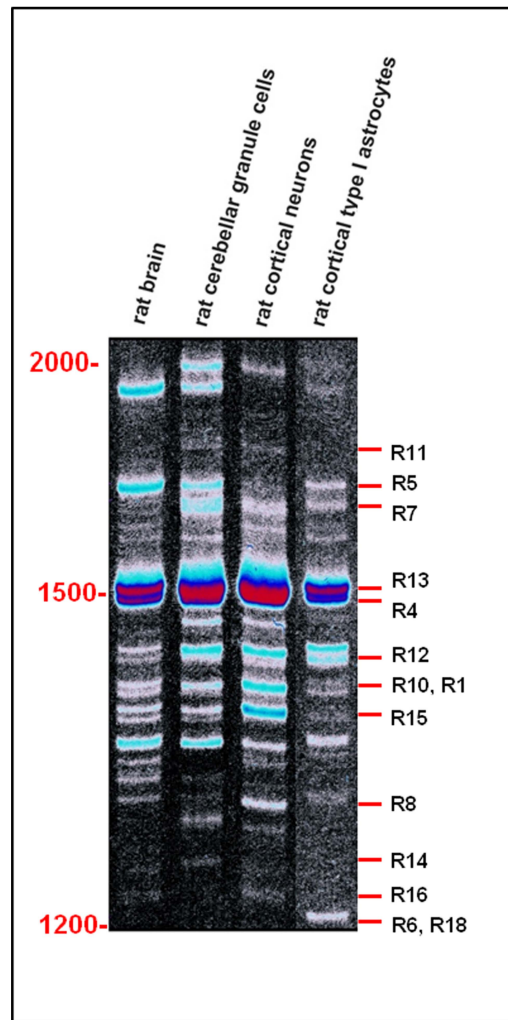 rat brain
rat cerebellar granule cells
rat cortical neurons
rat cortical type I astrocytes
2000-
R11
R5
R7
R13
1500-
R4
R12
R10, R1
R15
R8
R14
R16
1200-
R6, R18